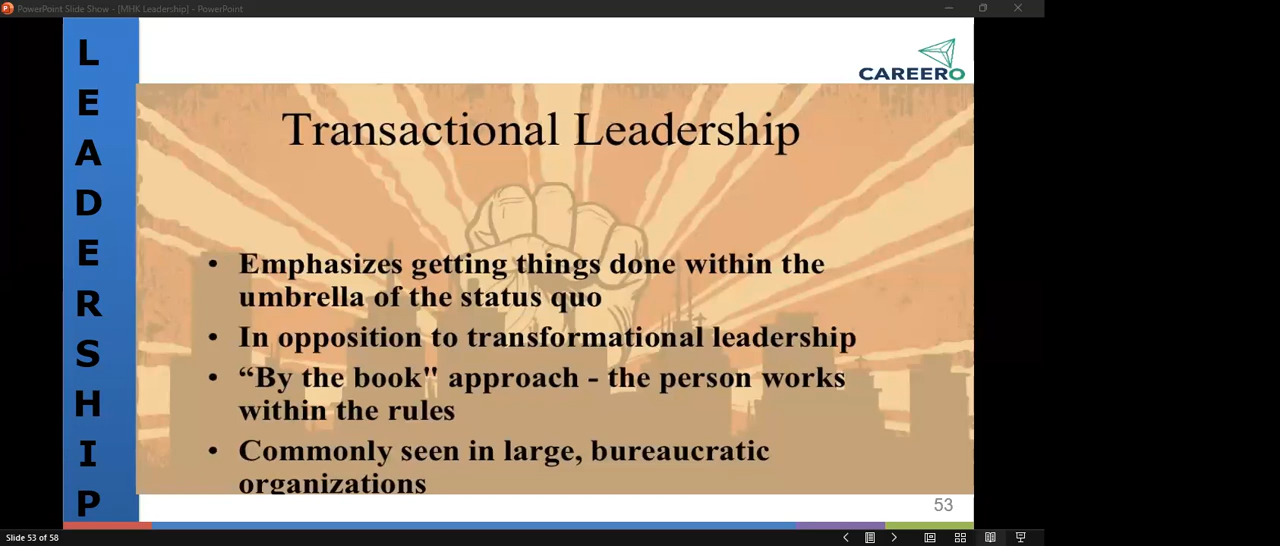 PowerPoint Slide Show - [MHK Leadership] - PowerPoint
L
E
A
D
E
R
S
H
I
P
CAREERO
Transactional Leadership
• Emphasizes getting things done within the
umbrella of the status quo
• In opposition to transformational leadership
• “By the book" approach - the person works
within the rules
• Commonly seen in large, bureaucratic
organizations
53
Slide 53 of 58